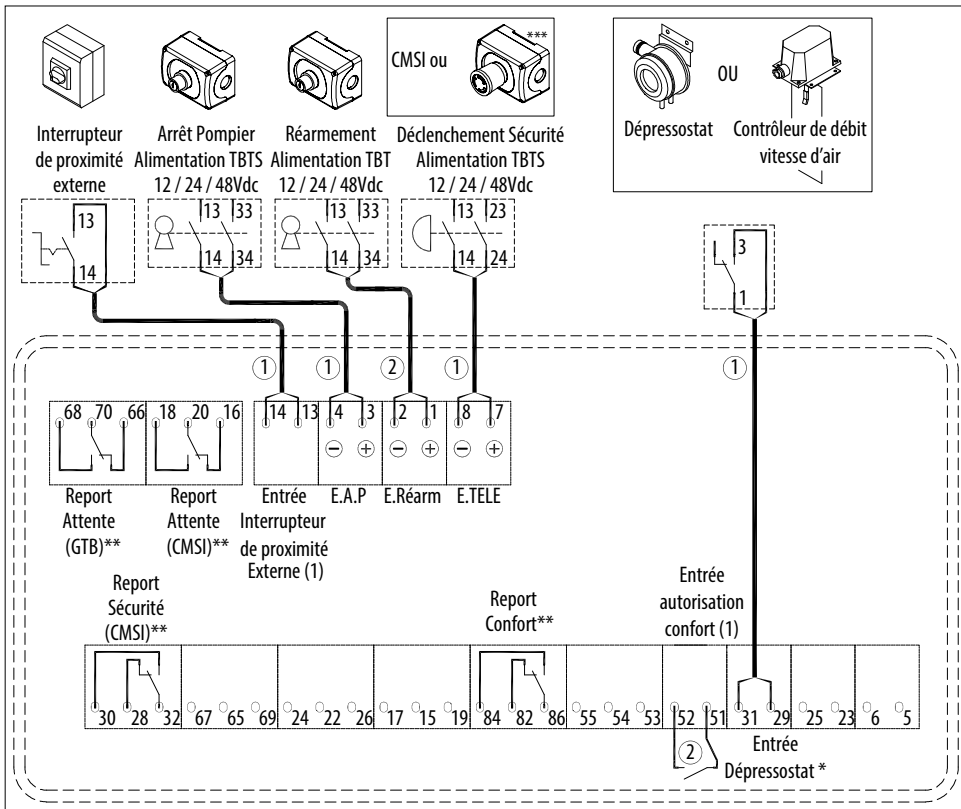 ***
CMSI ou
Dépressostat
OU
Contrôleur de débit
vitesse d'air
Interrupteur
de proximité
externe
Arrêt Pompier
Alimentation TBTS
12 / 24 / 48Vdc
Réarmement
Alimentation TBT
12 / 24 / 48Vdc
Déclenchement Sécurité
Alimentation TBTS
12 / 24 / 48Vdc
13
14
13 33
14 34
13 33
14 34
13 23
14 24
3
1
1
1
2
1
1
68 70 66
18 20 16
14 13
4 3
2 1
8 7
− +
− +
− +
Report
Attente
(GTB)**
Report
Attente
(CMSI)**
Entrée
Interrupteur
de proximité
Externe (1)
E.A.P
E.Réarm
E.TELE
Report
Sécurité
(CMSI)**
Report
Confort**
Entrée
autorisation
confort (1)
30 28 32
67 65 69
24 22 26
17 15 19
84 82 86
55 54 53
52 51
31 29
25 23
6 5
2
Entrée
Dépressostat *